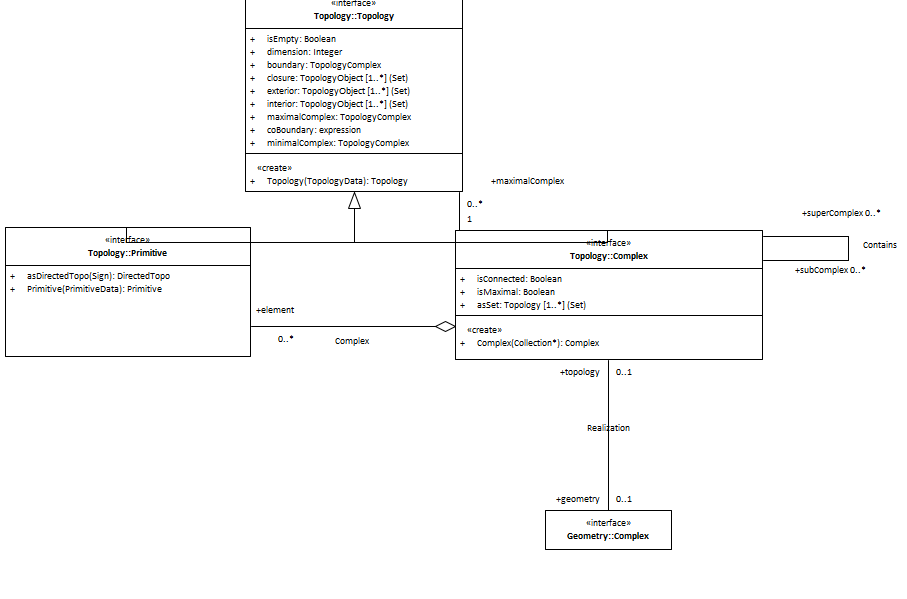 «interface»
Topology::Topology
+ isEmpty: Boolean
+ dimension: Integer
+ boundary: TopologyComplex
+ closure: TopologyObject [1..*] (Set)
+ exterior: TopologyObject [1..*] (Set)
+ interior: TopologyObject [1..*] (Set)
+ maximalComplex: TopologyComplex
+ coBoundary: expression
+ minimalComplex: TopologyComplex
«create»
+ Topology(TopologyData): Topology
+maximalComplex
0..*
1
+superComplex 0..*
Contains
+subComplex 0..*
«interface»
Topology::Primitive
+ asDirectedTopo(Sign): DirectedTopo
+ Primitive(PrimitiveData): Primitive
«interface»
Topology::Complex
+ isConnected: Boolean
+ isMaximal: Boolean
+ asSet: Topology [1..*] (Set)
«create»
+ Complex(Collection*): Complex
+element
0..*
Complex
+topology 0..1
Realization
+geometry 0..1
«interface»
Geometry::Complex